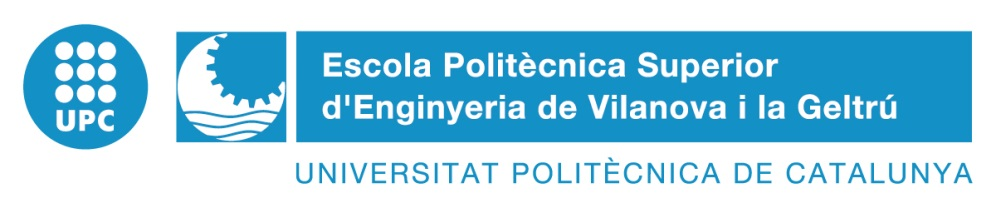 UPC
Escola Politècnica Superior
d'Enginyeria de Vilanova i la Geltrú
UNIVERSITAT POLITÈCNICA DE CATALUNYA